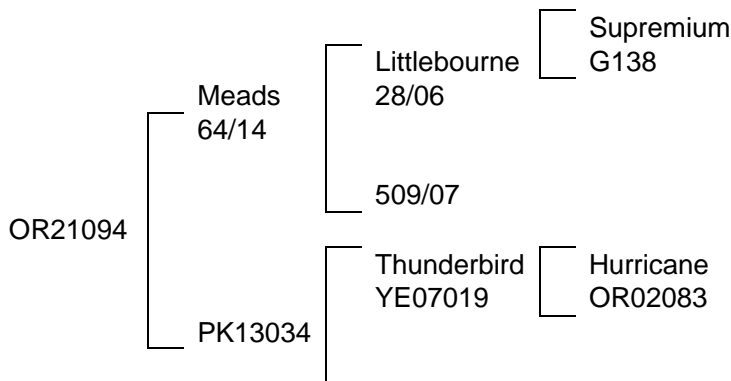 Supremium
G138
Littlebourne
28/06
Meads
64/14
509/07
OR21094
Thunderbird
YE07019
Hurricane
OR02083
PK13034